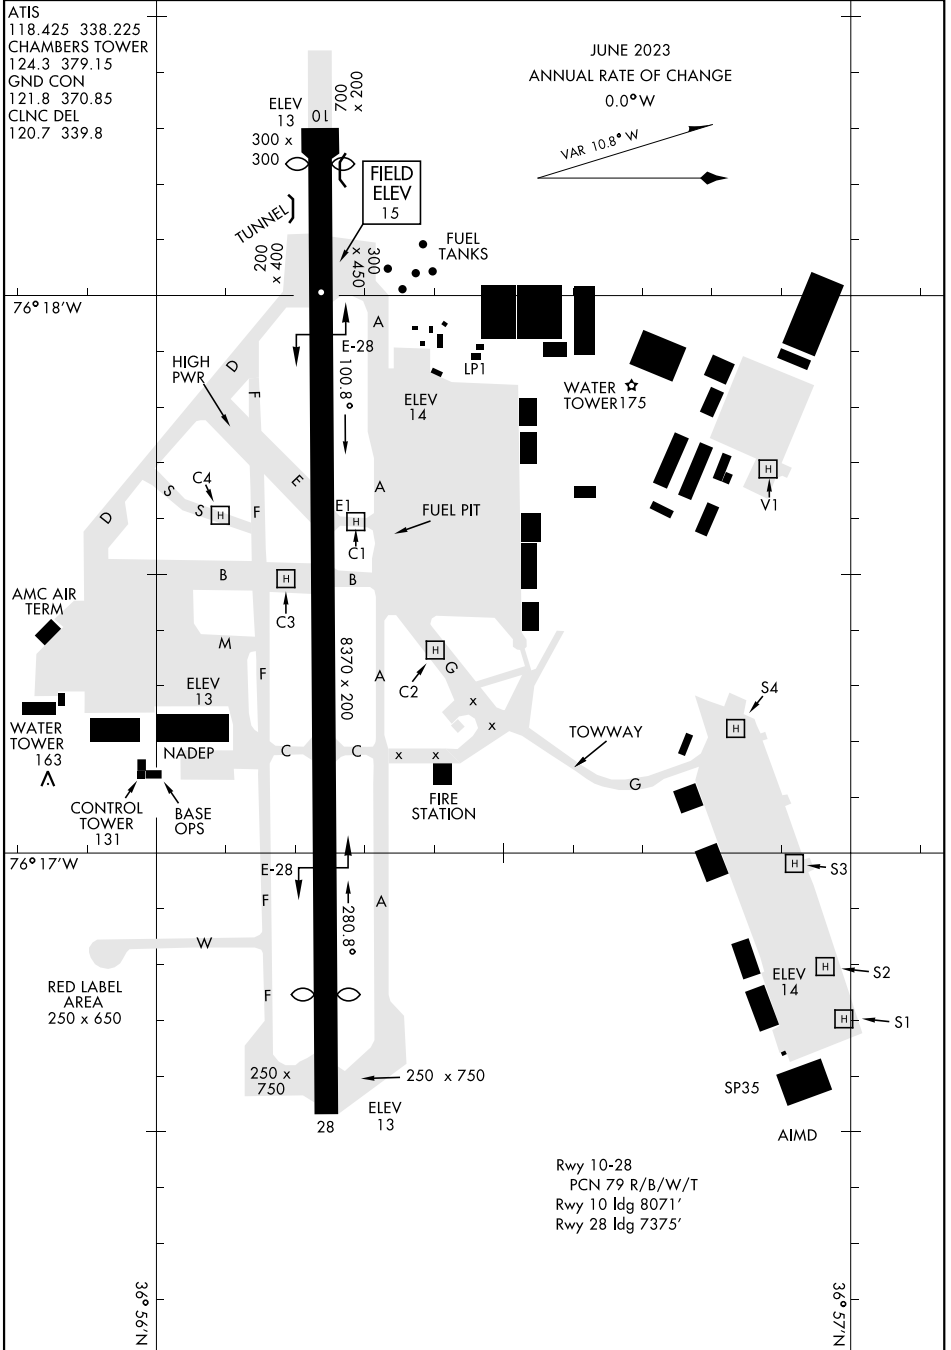 ATIS
118.425 338.225
CHAMBERS TOWER
124.3 379.15
GND CON
121.8 370.85
CLNC DEL
120.7 339.8
JUNE 2023
ANNUAL RATE OF CHANGE
0.0° W
VAR 10.8° W
ELEV
13
10
700
x 200
300 x
300
FIELD
ELEV
15
TUNNEL
200
x 400
300
x 450
FUEL
TANKS
76° 18'W
A
E-28
HIGH
PWR
D
F
100.8°
LP1
ELEV
14
WATER
TOWER175
C4
S
S
E
A
D
F
E1
FUEL PIT
C1
V1
H
H
H
B
B
H
AMC AIR
TERM
C3
M
8370 x 200
H
G
C2
F
A
ELEV
13
S4
H
x
x
WATER
TOWER
163
NADEP
C
C
x
x
TOWWAY
G
CONTROL
TOWER
131
BASE
OPS
FIRE
STATION
76° 17'W
E-28
H
S3
F
280.8°
A
W
H
S2
RED LABEL
AREA
250 x 650
F
ELEV
14
H
S1
250 x
750
250 x 750
ELEV
13
28
SP35
AIMD
Rwy 10-28
PCN 79 R/B/W/T
Rwy 10 ldg 8071'
Rwy 28 ldg 7375'
36° 56'N
36° 57'N